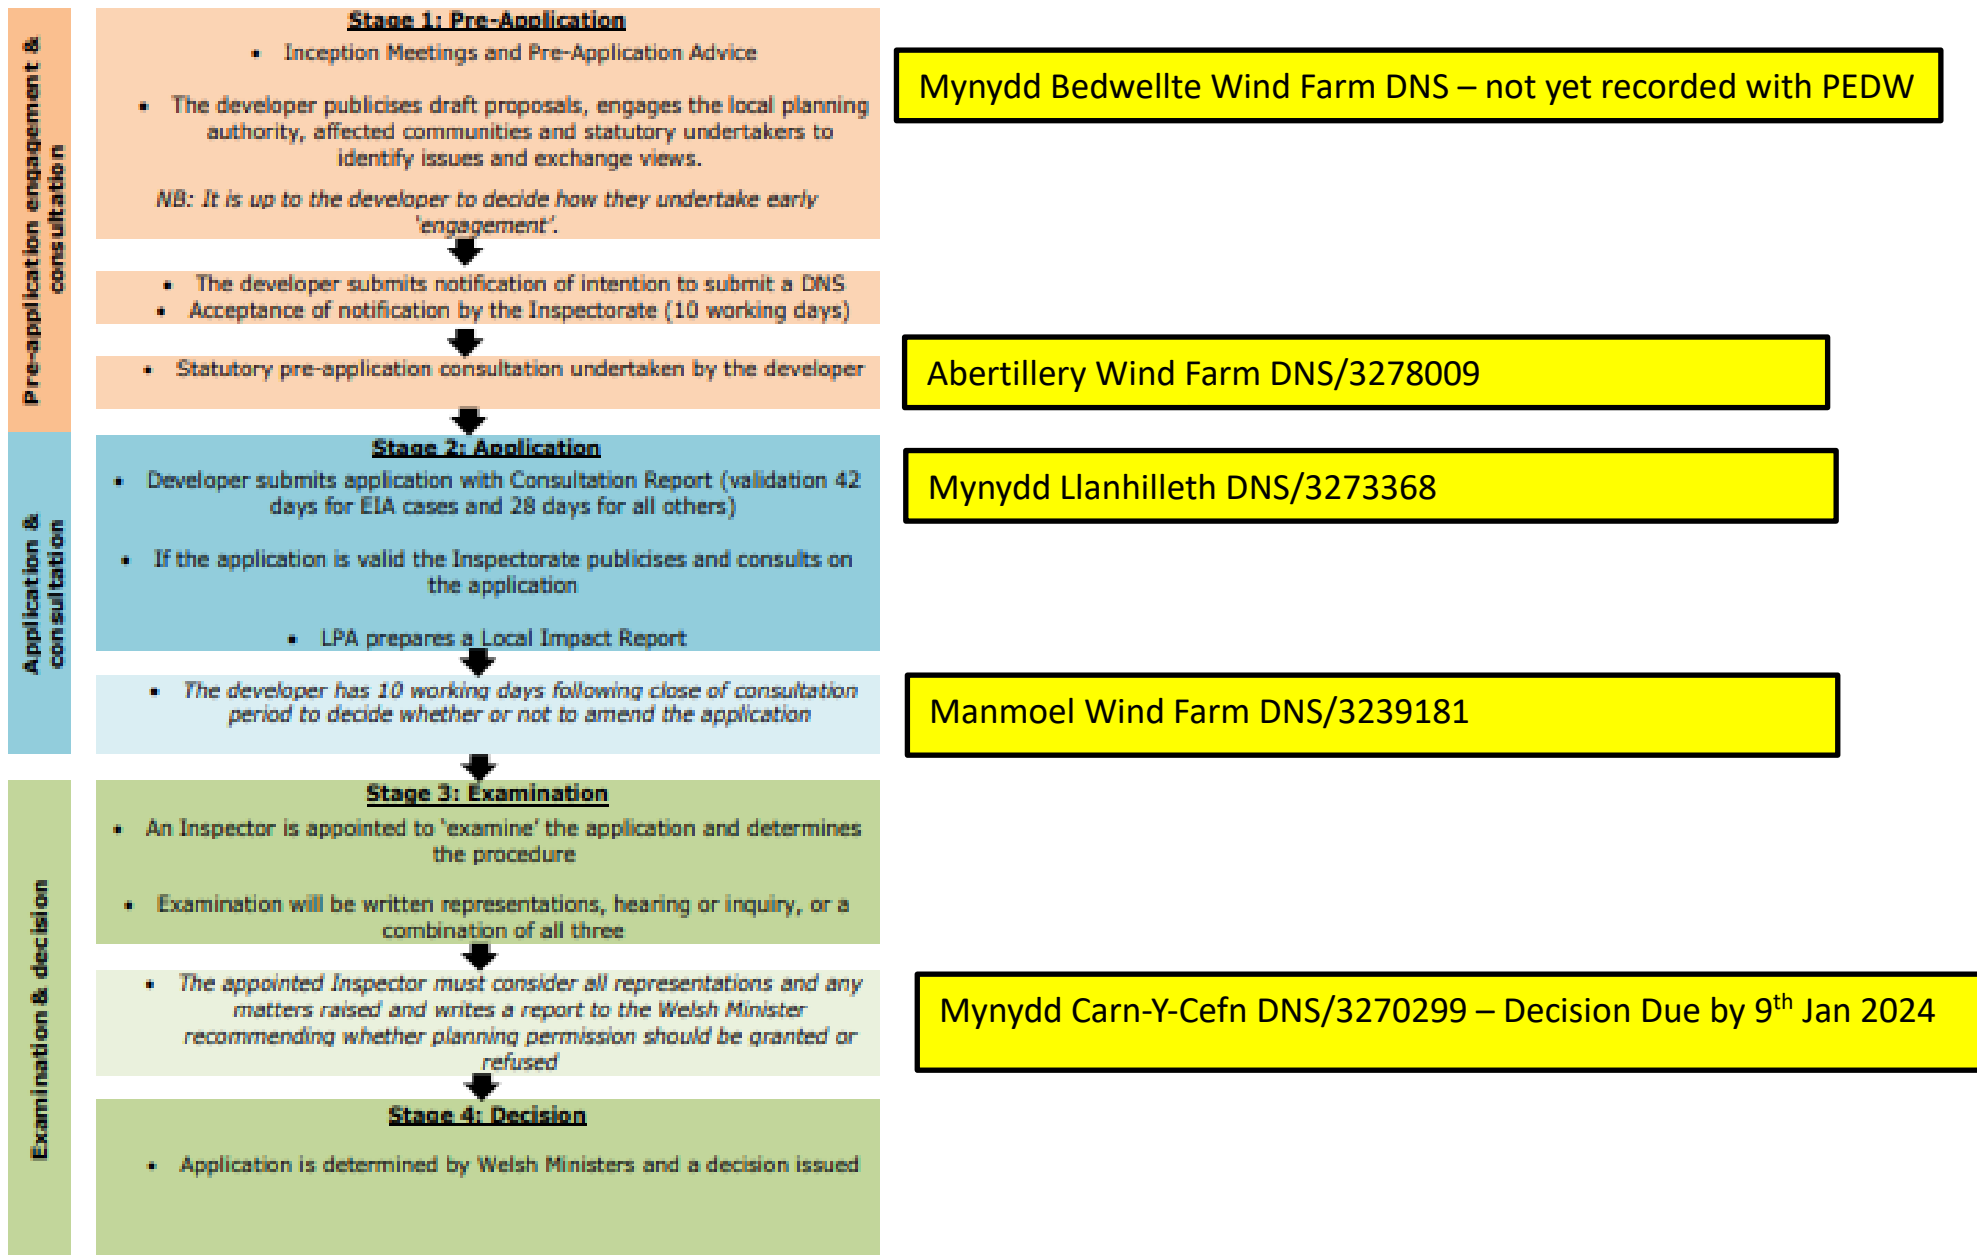 Pre-application engagement &
consultation
Stage 1: Pre-Application
• Inception Meetings and Pre-Application Advice
• The developer publicises draft proposals, engages the local planning
authority, affected communities and statutory undertakers to
identify issues and exchange views.
NB: It is up to the developer to decide how they undertake early
'engagement'.
Mynydd Bedwellte Wind Farm DNS – not yet recorded with PEDW
• The developer submits notification of intention to submit a DNS
• Acceptance of notification by the Inspectorate (10 working days)
• Statutory pre-application consultation undertaken by the developer
Abertillery Wind Farm DNS/3278009
Application &
consultation
Stage 2: Application
• Developer submits application with Consultation Report (validation 42
days for EIA cases and 28 days for all others)
• If the application is valid the Inspectorate publicises and consults on
the application
• LPA prepares a Local Impact Report
Mynydd Llanhilleth DNS/3273368
• The developer has 10 working days following close of consultation
period to decide whether or not to amend the application
Manmoel Wind Farm DNS/3239181
Examination & decision
Stage 3: Examination
• An Inspector is appointed to 'examine' the application and determines
the procedure
• Examination will be written representations, hearing or inquiry, or a
combination of all three
• The appointed Inspector must consider all representations and any
matters raised and writes a report to the Welsh Minister
recommending whether planning permission should be granted or
refused
Mynydd Carn-Y-Cefn DNS/3270299 – Decision Due by 9th Jan 2024
Stage 4: Decision
• Application is determined by Welsh Ministers and a decision issued